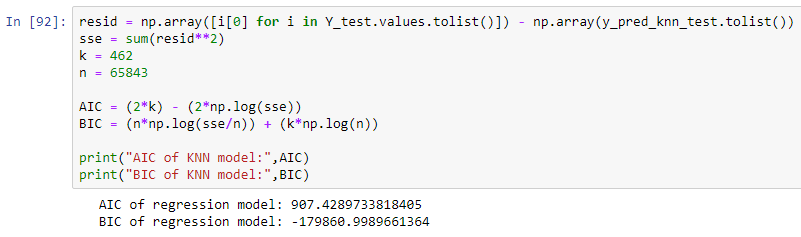 In [92]: resid = np.array([i[0] for i in Y_test.values.tolist()]) - np.array(y_pred_knn_test.tolist())
sse = sum(resid**2)
k = 462
n = 65843
AIC = (2*k) - (2*np.log(sse))
BIC = (n*np.log(sse/n)) + (k*np.log(n))
print("AIC of KNN model:",AIC)
print("BIC of KNN model:",BIC)
AIC of regression model: 907.4289733818405
BIC of regression model: -179860.9989661364